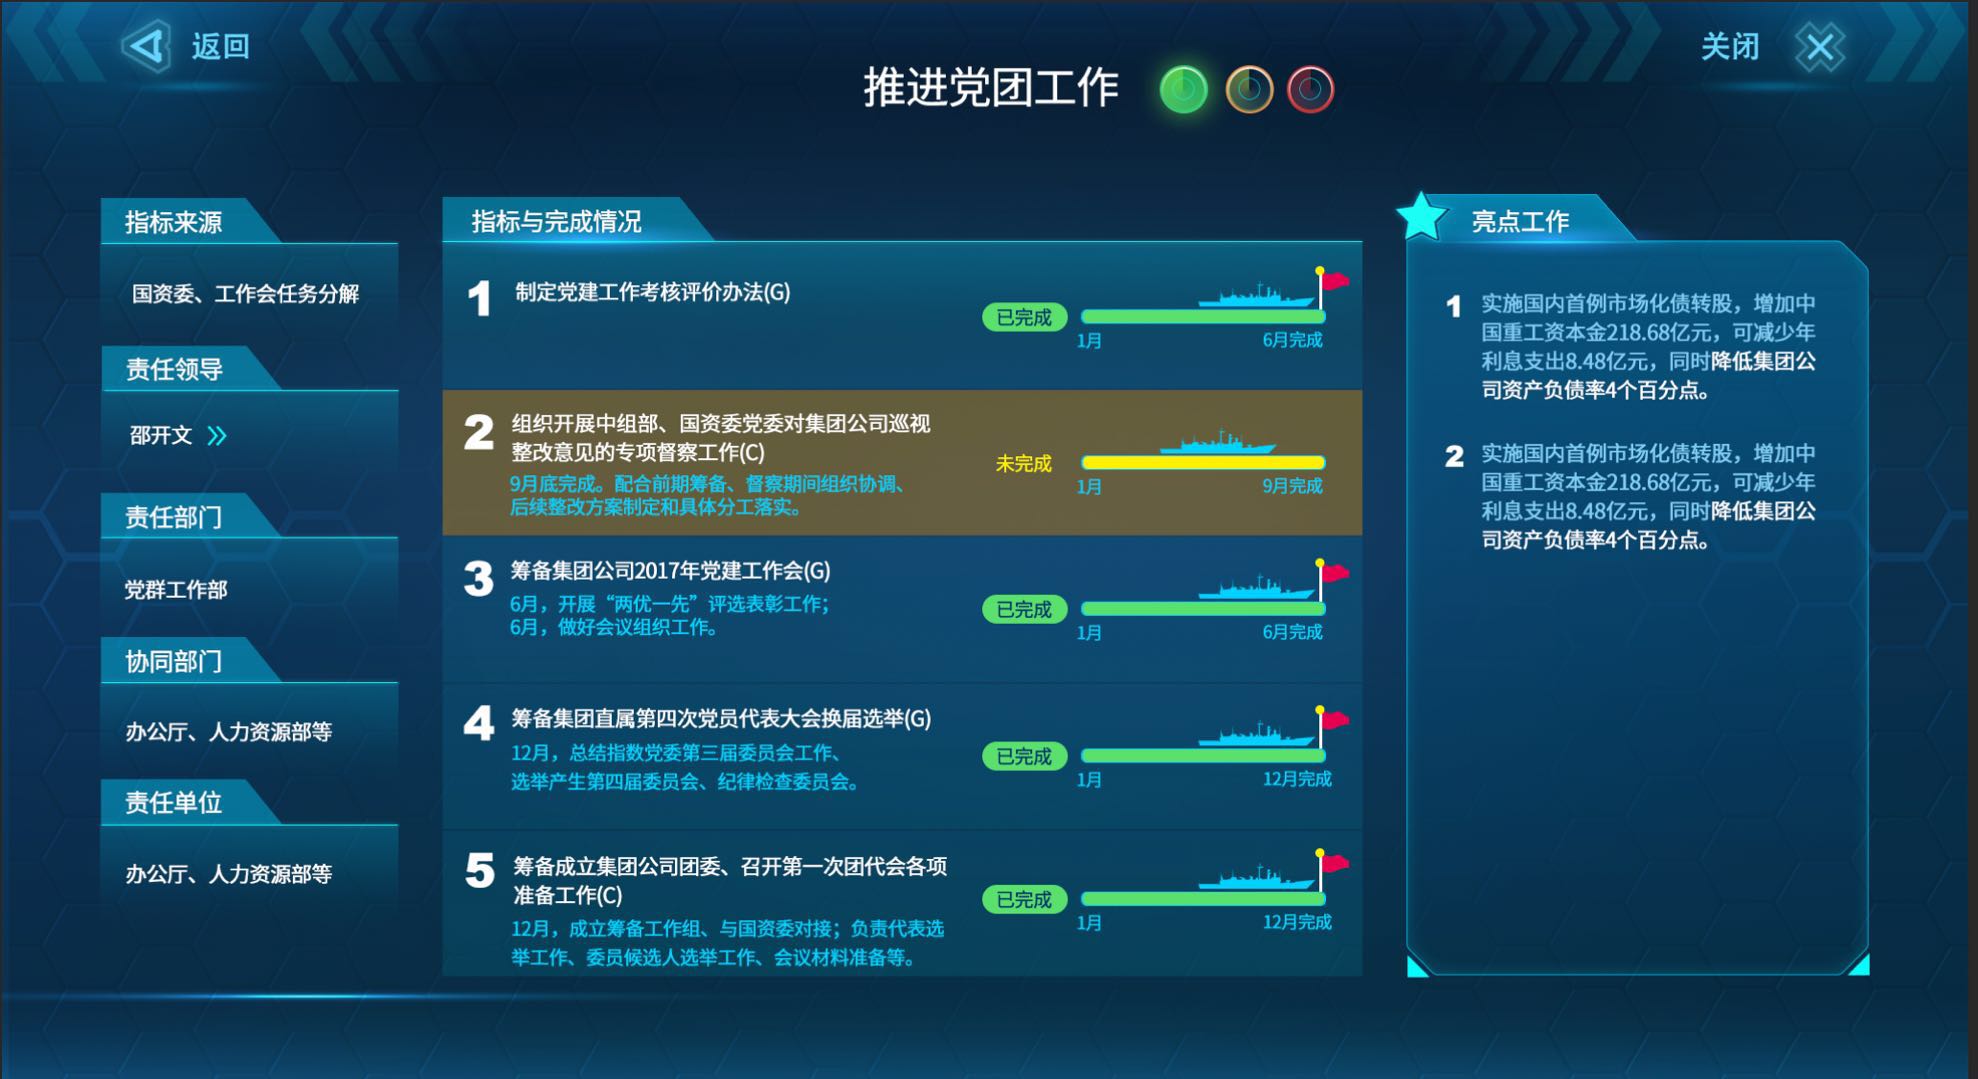 返回
关闭
推进党团工作
指标来源
国资委、工作会任务分解
责任领导
邵开文
责任部门
党群工作部
协同部门
办公厅、人力资源部等
责任单位
办公厅、人力资源部等
指标与完成情况
1
制定党建工作考核评价办法(G)
已完成
1月
6月完成
2
组织开展中组部、国资委党委对集团公司巡视
整改意见的专项督察工作(C)
9月底完成。配合前期筹备、督察期间组织协调、
后续整改方案制定和具体分工落实。
未完成
1月
9月完成
3
筹备集团公司2017年党建工作会(G)
6月，开展“两优一先”评选表彰工作；
6月，做好会议组织工作。
已完成
1月
6月完成
4
筹备集团直属第四次党员代表大会换届选举(G)
12月，总结指数党委第三届委员会工作、
选举产生第四届委员会、纪律检查委员会。
已完成
1月
12月完成
5
筹备成立集团公司团委、召开第一次团代会各项
准备工作(C)
12月，成立筹备工作组、与国资委对接；负责代表选
举工作、委员候选人选举工作、会议材料准备等。
已完成
1月
12月完成
亮点工作
1
实施国内首例市场化债转股，增加中
国重工资本金218.68亿元，可减少年
利息支出8.48亿元，同时降低集团公
司资产负债率4个百分点。
2
实施国内首例市场化债转股，增加中
国重工资本金218.68亿元，可减少年
利息支出8.48亿元，同时降低集团公
司资产负债率4个百分点。